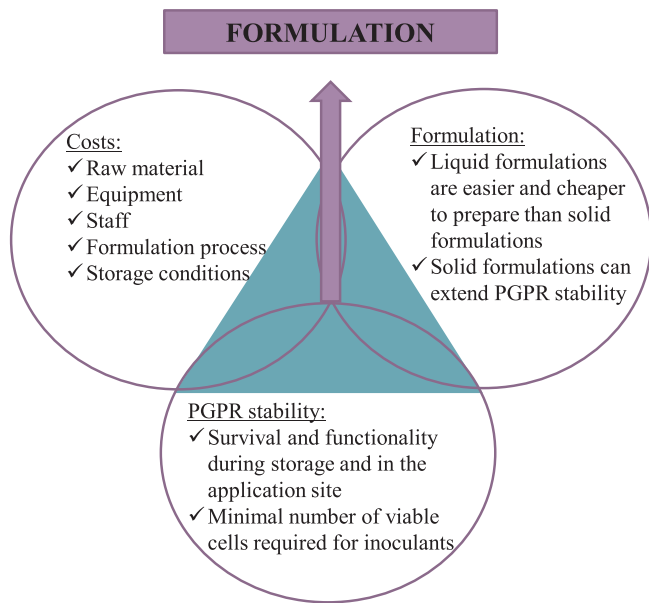 FORMULATION
Costs:
✓ Raw material
✓ Equipment
✓ Staff
✓ Formulation process
✓ Storage conditions
Formulation:
✓ Liquid formulations
are easier and cheaper
to prepare than solid
formulations
✓ Solid formulations can
extend PGPR stability
PGPR stability:
✓ Survival and functionality
during storage and in the
application site
✓ Minimal number of viable
cells required for inoculants